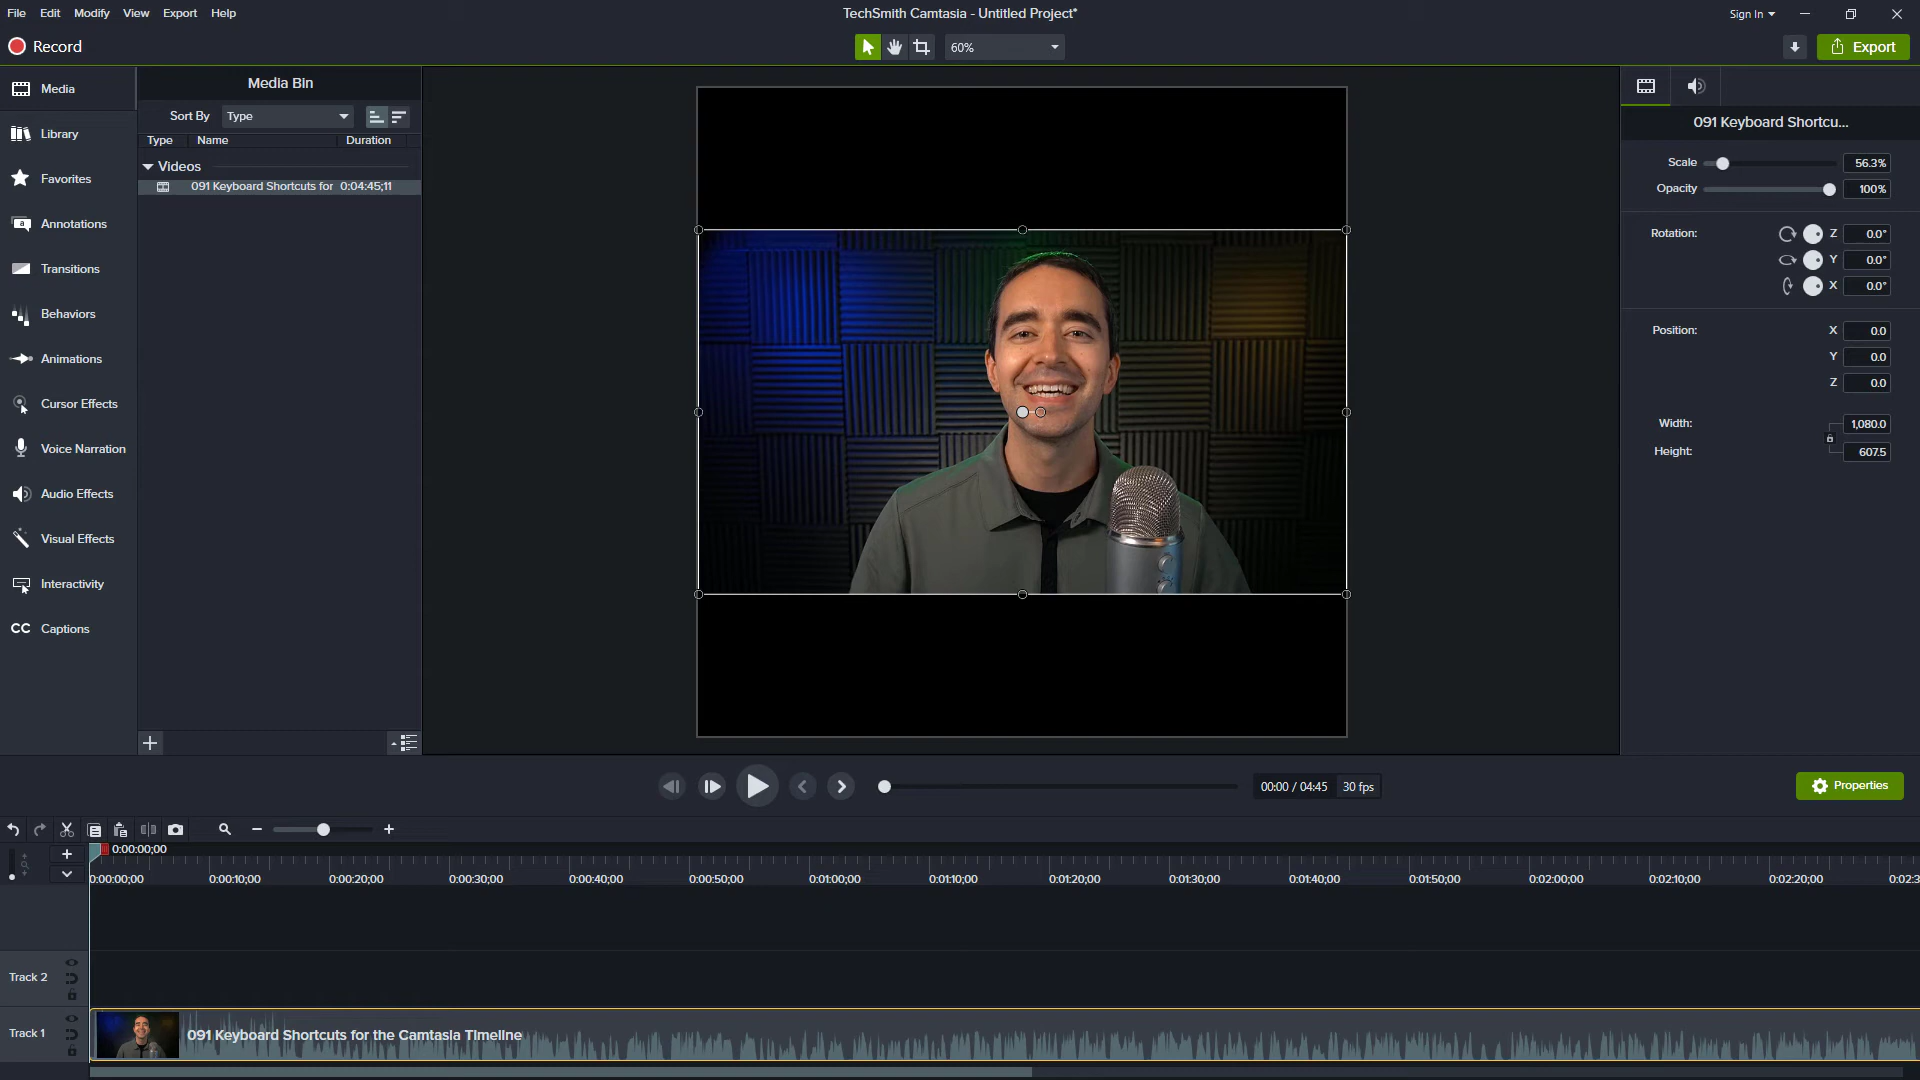 File Edit Modify View Export Help
TechSmith Camtasia - Untitled Project*
Sign In
Record
60%
Export
Media
Library
Favorites
Annotations
Transitions
Behaviors
Animations
Cursor Effects
Voice Narration
Audio Effects
Visual Effects
Interactivity
CC Captions
Media Bin
Sort By Type
Type Name Duration
Videos
091 Keyboard Shortcuts for 0:04:45;11
091 Keyboard Shortcu...
Scale 56.3%
Opacity 100%
Rotation: Z 0.0°
Y 0.0°
X 0.0°
Position: X 0.0
Y 0.0
Z 0.0
Width: 1,080.0
Height: 607.5
00:00 / 04:45 30 fps
Properties
0:00:00;00
0:00:00;00 0:00:10;00 0:00:20;00 0:00:30;00 0:00:40;00 0:00:50;00 0:01:00;00 0:01:10;00 0:01:20;00 0:01:30;00 0:01:40;00 0:01:50;00 0:02:00;00 0:02:10;00 0:02:20;00 0:02:3
Track 2
Track 1
091 Keyboard Shortcuts for the Camtasia Timeline